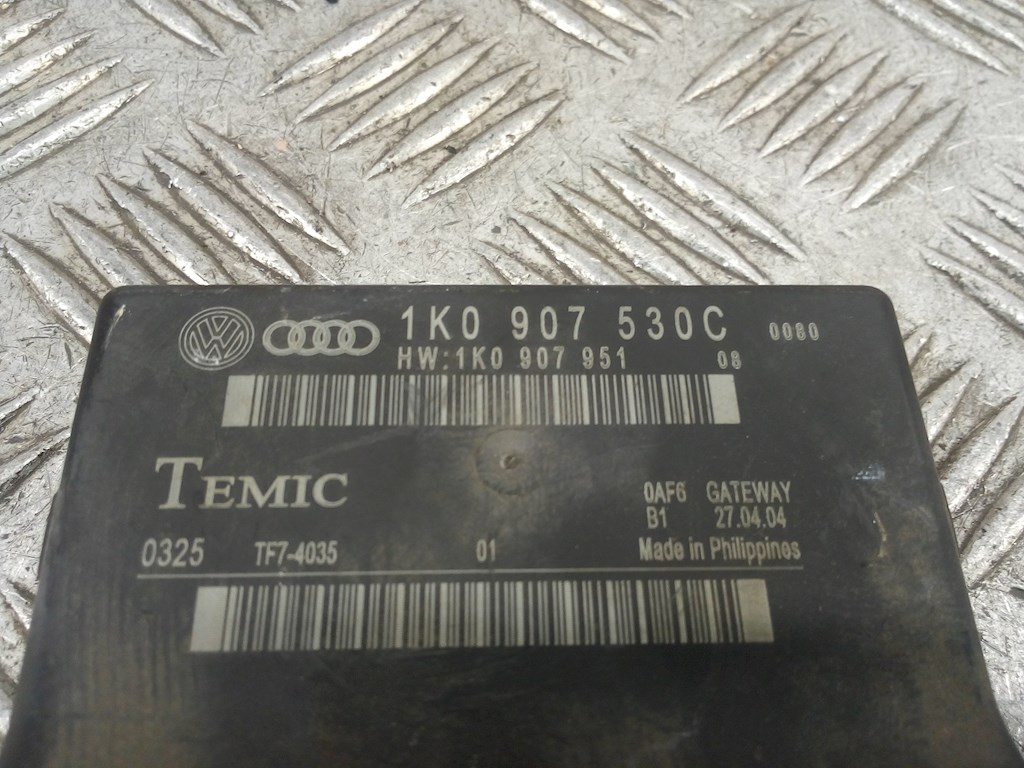 1K0 907 530C 0080
HW:1K0 907 951 08
TEMIC
0AF6 GATEWAY
B1 27.04.04
0325 TF7-4035 01 Made in Philippines